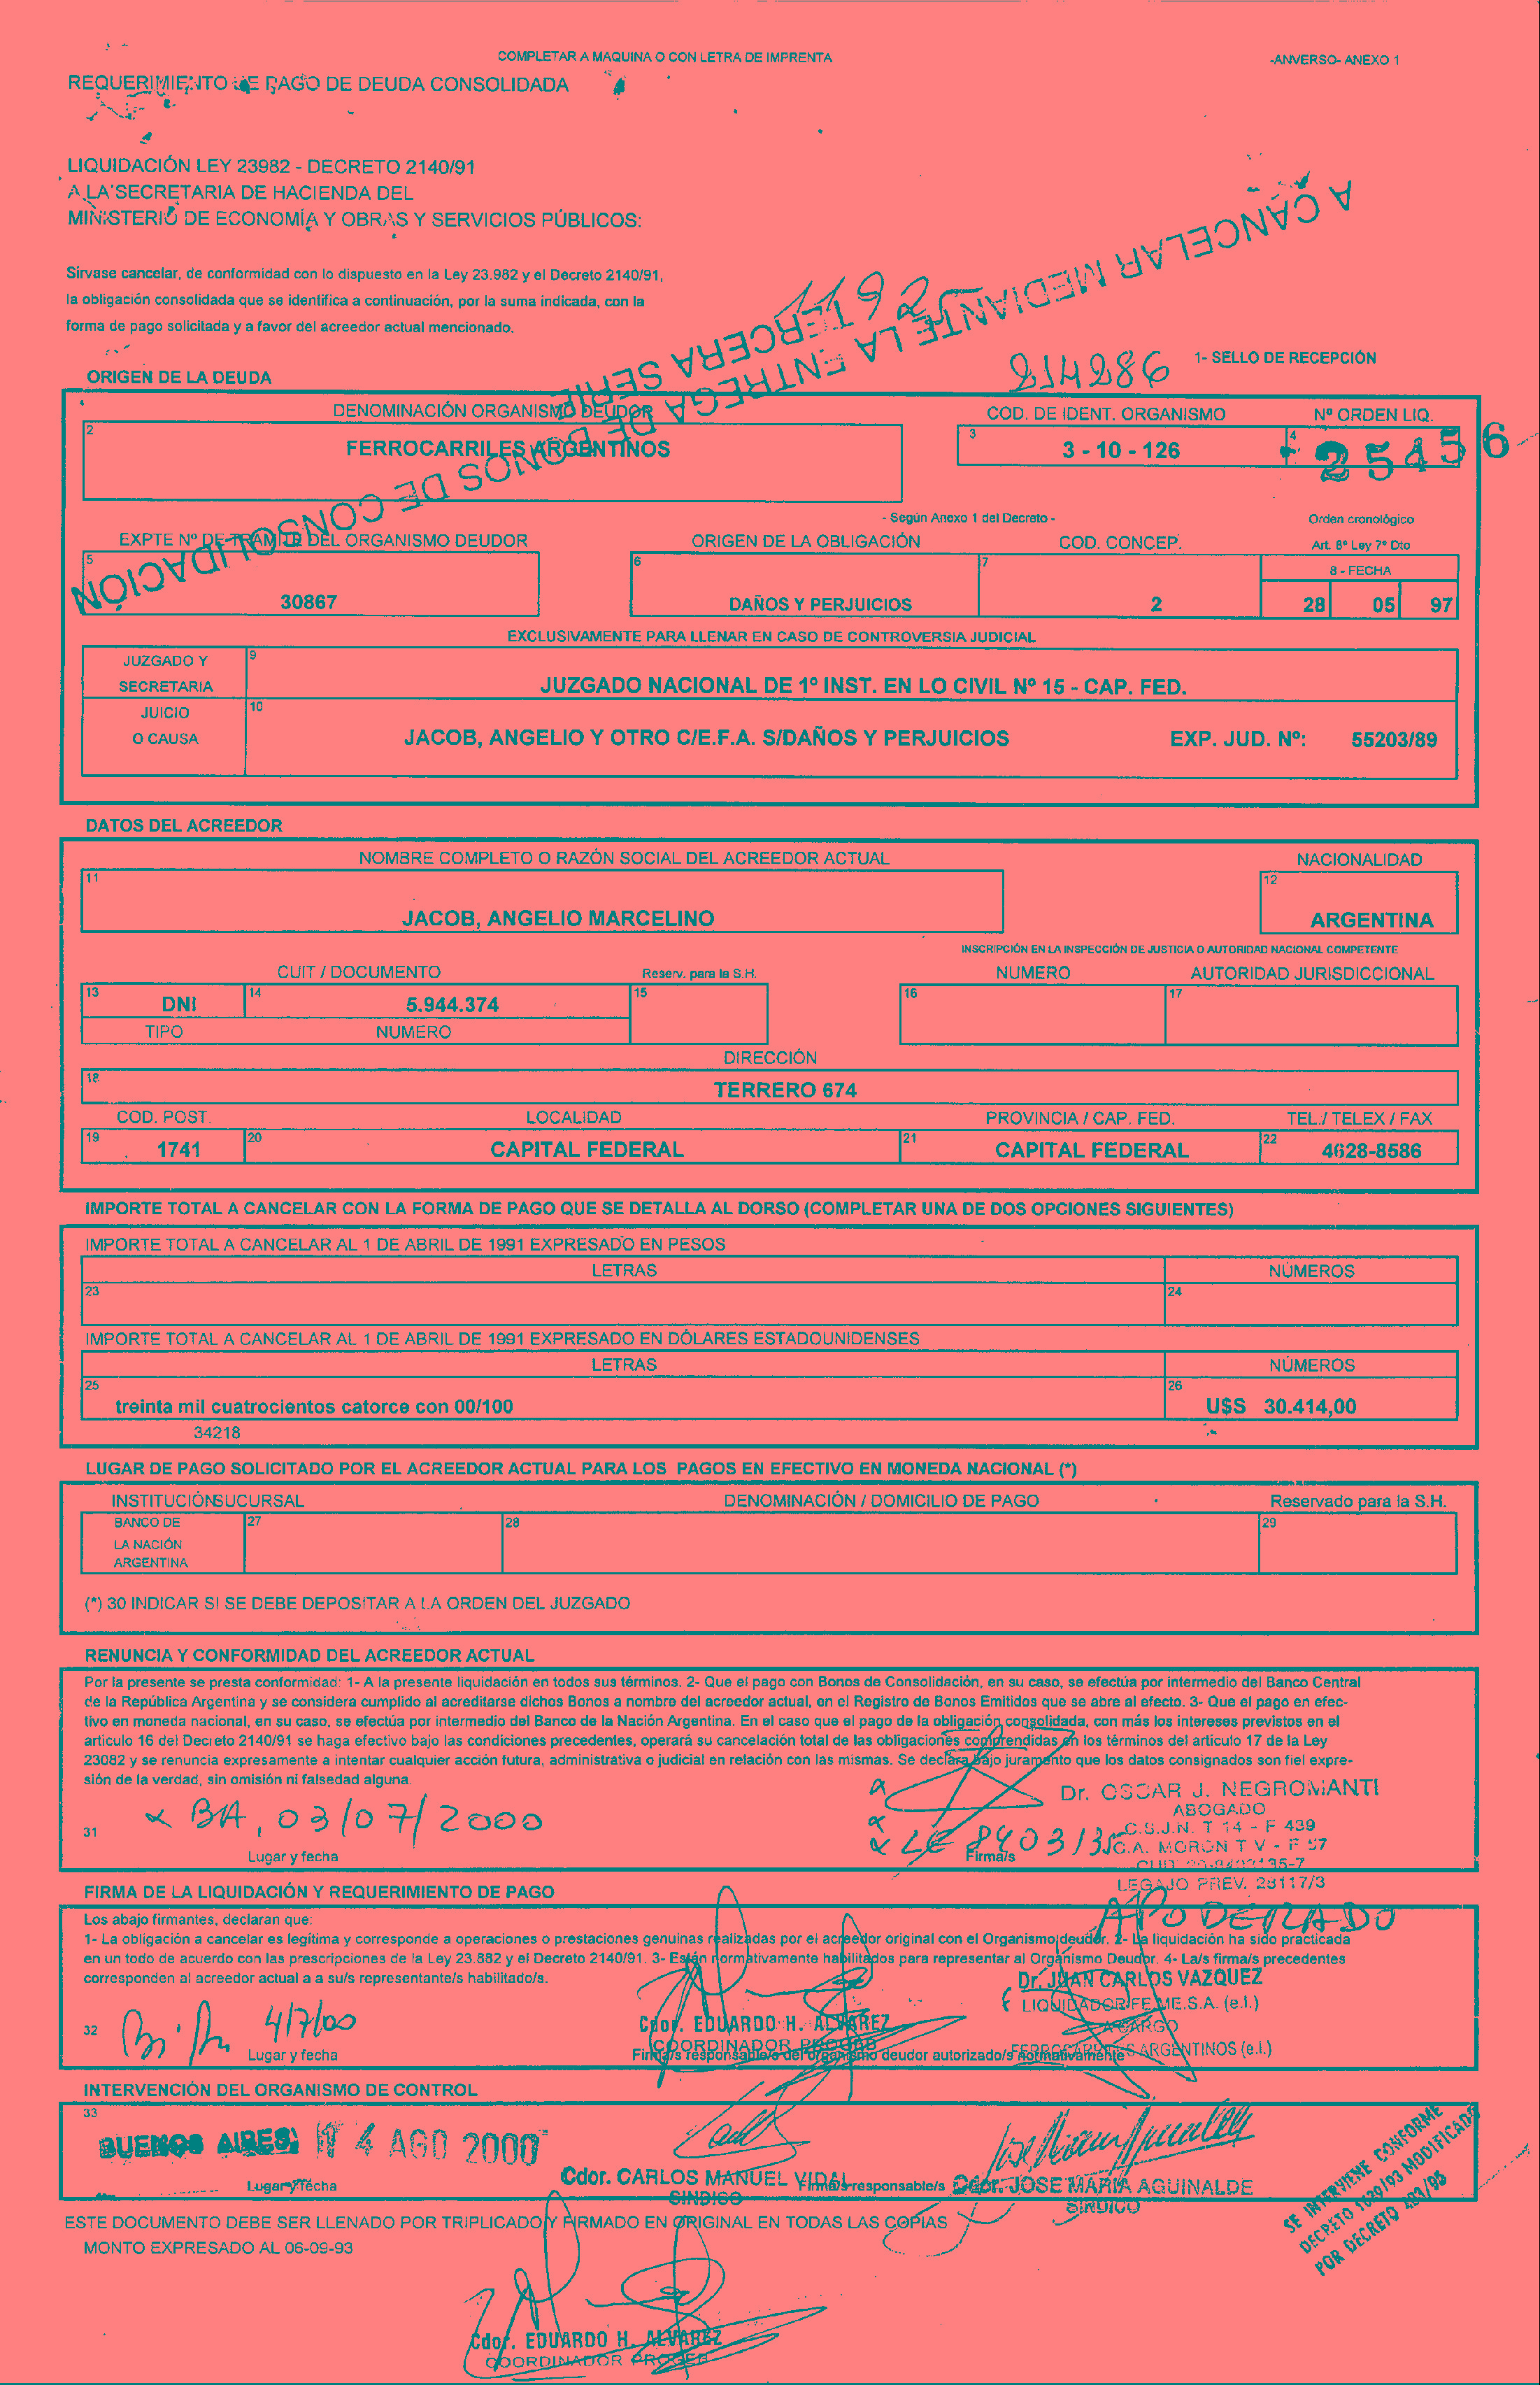 COMPLETAR A MAQUINA O CON LETRA DE IMPRENTA
-ANVERSO- ANEXO 1
REQUERIMIENTO DE PAGO DE DEUDA CONSOLIDADA
LIQUIDACIÓN LEY 23982 - DECRETO 2140/91
A LA SECRETARIA DE HACIENDA DEL
MINISTERIO DE ECONOMÍA Y OBRAS Y SERVICIOS PÚBLICOS:
A CANCELAR MEDIANTE LA ENTREGA DE BONOS DE CONSOLIDACIÓN
TERCERA SERIE
Sírvase cancelar, de conformidad con lo dispuesto en la Ley 23.982 y el Decreto 2140/91,
la obligación consolidada que se identifica a continuación, por la suma indicada, con la
forma de pago solicitada y a favor del acreedor actual mencionado.
214286
1- SELLO DE RECEPCIÓN
ORIGEN DE LA DEUDA
DENOMINACIÓN ORGANISMO DEUDOR COD. DE IDENT. ORGANISMO Nº ORDEN LIQ.
2 FERROCARRILES ARGENTINOS 3 3 - 10 - 126 4 25456
- Según Anexo 1 del Decreto - Orden cronológico
EXPTE Nº DE TRAMITE DEL ORGANISMO DEUDOR ORIGEN DE LA OBLIGACIÓN COD. CONCEP. Art. 8º Ley 7º Dto
8 - FECHA
5 30867 6 DAÑOS Y PERJUICIOS 7 2 28 05 97
EXCLUSIVAMENTE PARA LLENAR EN CASO DE CONTROVERSIA JUDICIAL
JUZGADO Y SECRETARIA 9 JUZGADO NACIONAL DE 1º INST. EN LO CIVIL Nº 15 - CAP. FED.
JUICIO O CAUSA 10 JACOB, ANGELIO Y OTRO C/E.F.A. S/DAÑOS Y PERJUICIOS EXP. JUD. Nº: 55203/89
DATOS DEL ACREEDOR
NOMBRE COMPLETO O RAZÓN SOCIAL DEL ACREEDOR ACTUAL NACIONALIDAD
11 JACOB, ANGELIO MARCELINO 12 ARGENTINA
INSCRIPCIÓN EN LA INSPECCIÓN DE JUSTICIA O AUTORIDAD NACIONAL COMPETENTE
CUIT / DOCUMENTO Reserv. para la S.H. NUMERO AUTORIDAD JURISDICCIONAL
13 DNI 14 5.944.374 15 16 17
TIPO NUMERO
DIRECCIÓN
18 TERRERO 674
COD. POST. LOCALIDAD PROVINCIA / CAP. FED. TEL./ TELEX / FAX
19 1741 20 CAPITAL FEDERAL 21 CAPITAL FEDERAL 22 4628-8586
IMPORTE TOTAL A CANCELAR CON LA FORMA DE PAGO QUE SE DETALLA AL DORSO (COMPLETAR UNA DE DOS OPCIONES SIGUIENTES)
IMPORTE TOTAL A CANCELAR AL 1 DE ABRIL DE 1991 EXPRESADO EN PESOS
LETRAS NÚMEROS
23 24
IMPORTE TOTAL A CANCELAR AL 1 DE ABRIL DE 1991 EXPRESADO EN DÓLARES ESTADOUNIDENSES
LETRAS NÚMEROS
25 26
treinta mil cuatrocientos catorce con 00/100 U$S 30.414,00
34218
LUGAR DE PAGO SOLICITADO POR EL ACREEDOR ACTUAL PARA LOS PAGOS EN EFECTIVO EN MONEDA NACIONAL (*)
INSTITUCIÓN SUCURSAL DENOMINACIÓN / DOMICILIO DE PAGO Reservado para la S.H.
BANCO DE 27 28 29
LA NACIÓN
ARGENTINA
(*) 30 INDICAR SI SE DEBE DEPOSITAR A LA ORDEN DEL JUZGADO
RENUNCIA Y CONFORMIDAD DEL ACREEDOR ACTUAL
Por la presente se presta conformidad: 1- A la presente liquidación en todos sus términos. 2- Que el pago con Bonos de Consolidación, en su caso, se efectúa por intermedio del Banco Central
de la República Argentina y se considera cumplido al acreditarse dichos Bonos a nombre del acreedor actual, en el Registro de Bonos Emitidos que se abre al efecto. 3- Que el pago en efec-
tivo en moneda nacional, en su caso, se efectúa por intermedio del Banco de la Nación Argentina. En el caso que el pago de la obligación consolidada, con más los intereses previstos en el
articulo 16 del Decreto 2140/91 se haga efectivo bajo las condiciones precedentes, operará su cancelación total de las obligaciones comprendidas en los términos del artículo 17 de la Ley
23082 y se renuncia expresamente a intentar cualquier acción futura, administrativa o judicial en relación con las mismas. Se declara bajo juramento que los datos consignados son fiel expre-
sión de la verdad, sin omisión ni falsedad alguna.
31 BA, 03/07/2000
Lugar y fecha
LE 8403135
Firma/s
Dr. OSCAR J. NEGROMANTI
ABOGADO
C.S.J.N. T 14 - F 439
C.A. MORON T V - F 57
CUIT 20-8403135-7
LEGAJO PREV. 28117/3
APODERADO
FIRMA DE LA LIQUIDACIÓN Y REQUERIMIENTO DE PAGO
Los abajo firmantes, declaran que:
1- La obligación a cancelar es legítima y corresponde a operaciones o prestaciones genuinas realizadas por el acreedor original con el Organismo deudor. 2- La liquidación ha sido practicada
en un todo de acuerdo con las prescripciones de la Ley 23.882 y el Decreto 2140/91. 3- Están normativamente habilitados para representar al Organismo Deudor. 4- La/s firma/s precedentes
corresponden al acreedor actual a a su/s representante/s habilitado/s.
32 4/7/00
Lugar y fecha
Cdor. EDUARDO H. ALVAREZ
COORDINADOR
Firma/s responsable/s del organismo deudor autorizado/s normativamente
Dr. JUAN CARLOS VAZQUEZ
LIQUIDADOR FE.ME.S.A. (e.l.)
A CARGO
FERROCARRILES ARGENTINOS (e.l.)
INTERVENCIÓN DEL ORGANISMO DE CONTROL
33
BUENOS AIRES, 14 AGO 2000
Lugar y fecha
Cdor. CARLOS MANUEL VIDAL
SINDICO
Firma/s responsable/s
Cdor. JOSE MARIA AGUINALDE
SINDICO
SE INTERVIENE CONFORME
DECRETO 1639/93 MODIFICADO
POR DECRETO 483/95
ESTE DOCUMENTO DEBE SER LLENADO POR TRIPLICADO Y FIRMADO EN ORIGINAL EN TODAS LAS COPIAS
MONTO EXPRESADO AL 06-09-93
Cdor. EDUARDO H. ALVAREZ
COORDINADOR